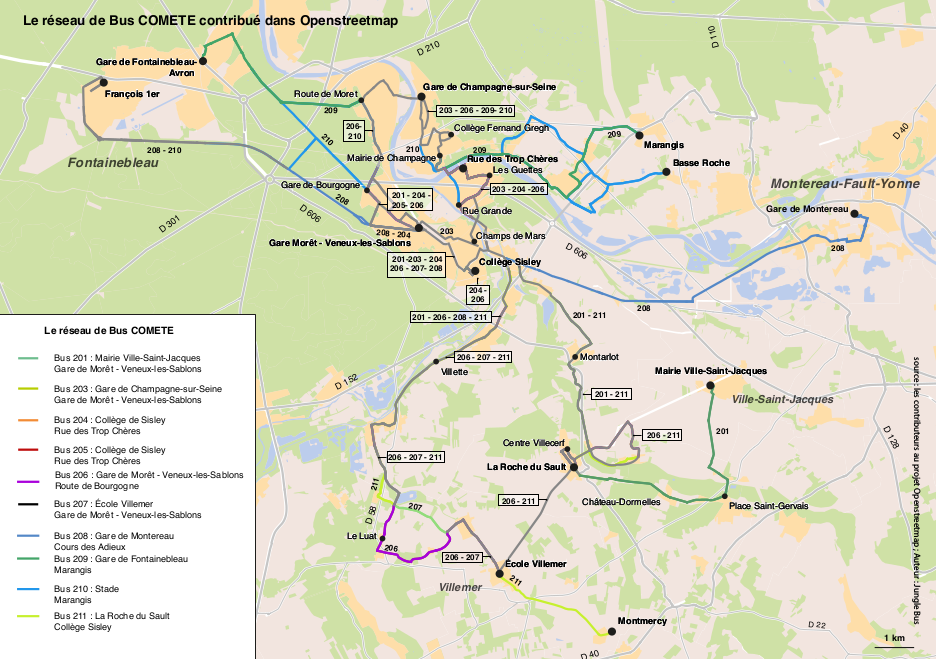 Le réseau de Bus COMETE contribué dans Openstreetmap
D 210
D 110
Gare de Fontainebleau-
Avron
François 1er
Route de Moret
Gare de Champagne-sur-Seine
209
203 - 206 - 209- 210
206-
210
Collège Fernand Gregh
D 40
210
210
209
209
Marangis
208 - 210
Mairie de Champagne
Rue des Trop Chères
Basse Roche
Fontainebleau
Les Guettes
Gare de Bourgogne
203 - 204 -206
Montereau-Fault-Yonne
201 - 204 -
205- 206
208
Rue Grande
Gare de Montereau
D 606
D 301
208 - 204
203
Champs de Mars
Gare Morêt - Veneux-les-Sablons
D 606
208
201-203 - 204
206 - 207- 208
Collège Sisley
204 -
206
208
201 - 206 - 208 - 211
201 - 211
Le réseau de Bus COMETE
Bus 201 : Mairie Ville-Saint-Jacques
Gare de Morêt - Veneux-les-Sablons
Bus 203 : Gare de Champagne-sur-Seine
Gare de Morêt - Veneux-les-Sablons
Bus 204 : Collège de Sisley
Rue des Trop Chères
Bus 205 : Collège de Sisley
Rue des Trop Chères
Bus 206 : Gare de Morêt - Veneux-les-Sablons
Route de Bourgogne
Bus 207 : École Villemer
Gare de Morêt - Veneux-les-Sablons
Bus 208 : Gare de Montereau
Cours des Adieux
Bus 209 : Gare de Fontainebleau
Marangis
Bus 210 : Stade
Marangis
Bus 211 : La Roche du Sault
Collège Sisley
206 - 207 - 211
Montarlot
Villette
D 152
Mairie Ville-Saint-Jacques
201 - 211
Ville-Saint-Jacques
201
206 - 211
D 128
Centre Villecerf
206 - 207 - 211
La Roche du Sault
211
206 - 211
Château-Dormelles
Place Saint-Gervais
207
D 58
Le Luat
206
206 - 207
École Villemer
211
Villemer
Montmercy
D 22
D 40
1 km
source : les contributeurs au projet Openstreetmap ; Auteur : Jungle Bus